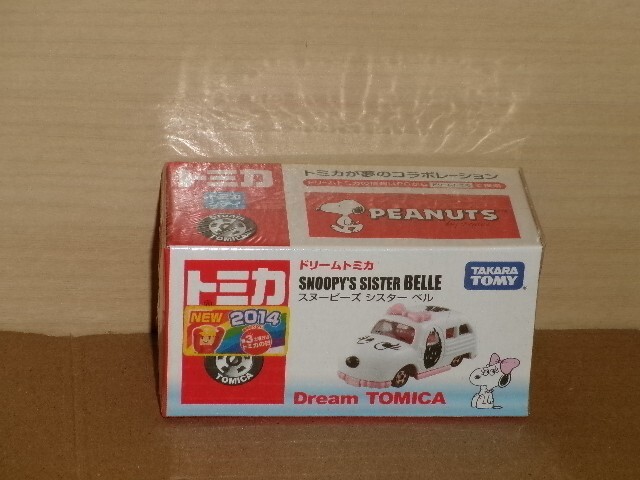 トミカ
トミカが夢のコラボレーション
PEANUTS
TOMICA
トミカ
NEW 2014
TOMICA
ドリームトミカ
SNOOPY'S SISTER BELLE
スヌーピーズ シスター ベル
TAKARA
TOMY
Dream TOMICA